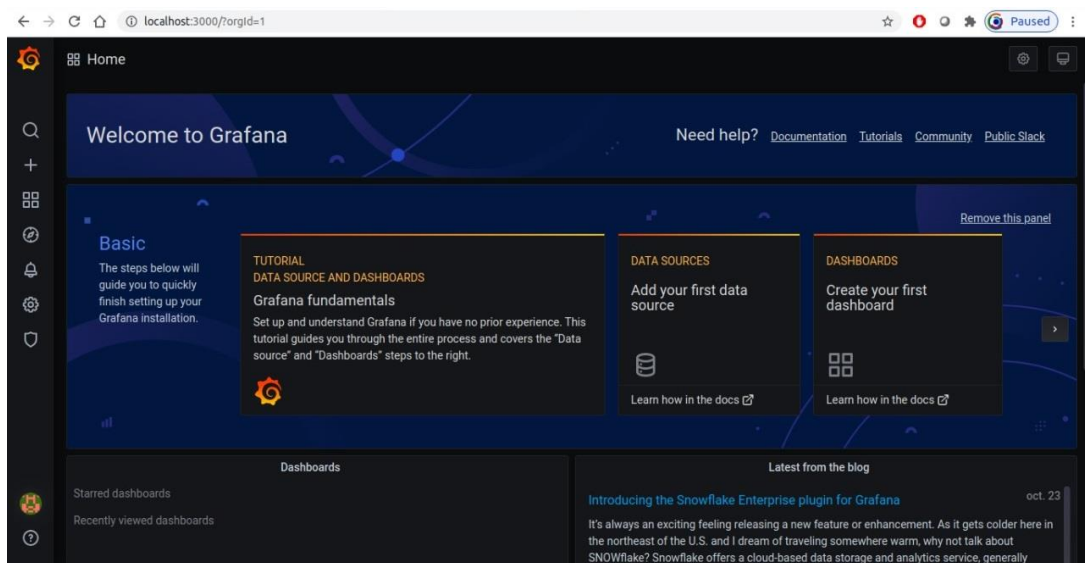 localhost:3000/?orgId=1
Paused
Home
Welcome to Grafana
Need help? Documentation Tutorials Community Public Slack
Remove this panel
Basic
The steps below will
guide you to quickly
finish setting up your
Grafana installation.
TUTORIAL
DATA SOURCE AND DASHBOARDS
Grafana fundamentals
Set up and understand Grafana if you have no prior experience. This
tutorial guides you through the entire process and covers the "Data
source" and "Dashboards" steps to the right.
DATA SOURCES
Add your first data
source
Learn how in the docs
DASHBOARDS
Create your first
dashboard
Learn how in the docs
Dashboards
Starred dashboards
Recently viewed dashboards
Latest from the blog
Introducing the Snowflake Enterprise plugin for Grafana
oct. 23
It's always an exciting feeling releasing a new feature or enhancement. As it gets colder here in
the northeast of the U.S. and I dream of traveling somewhere warm, why not talk about
SNOWflake? Snowflake offers a cloud-based data storage and analytics service, generally